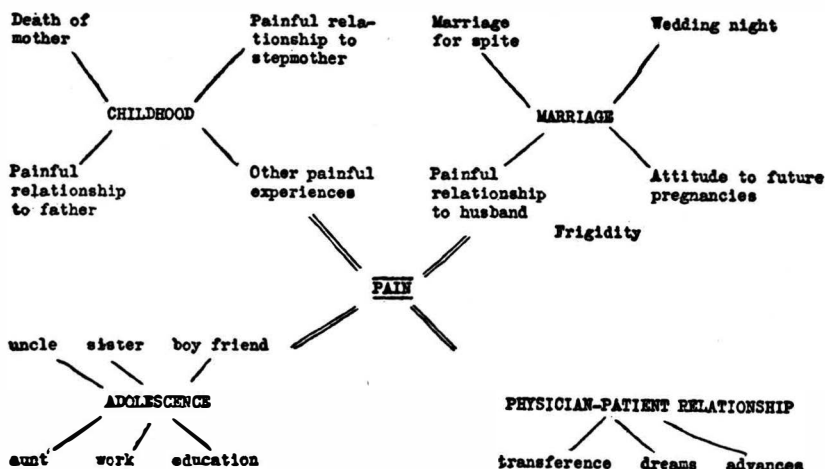 Death of
mother
Painful rela-
tionship to
stepmother
Marriage
for spite
Wedding night
CHILDHOOD
MARRIAGE
Painful
relationship
to father
Other painful
experiences
Painful
relationship
to husband
Attitude to future
pregnancies
Frigidity
PAIN
uncle sister boy friend
ADOLESCENCE
PHYSICIAN-PATIENT RELATIONSHIP
aunt work education
transference dreams advances